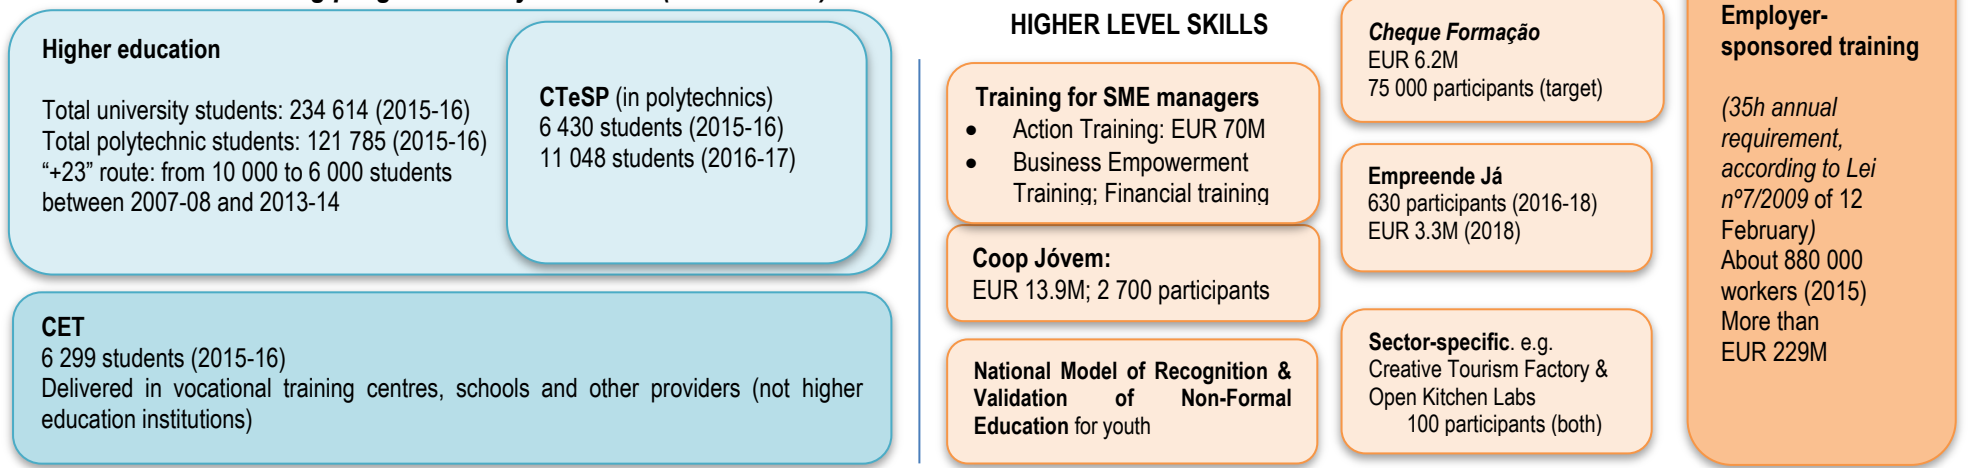 Higher education
Total university students: 234 614 (2015-16)
Total polytechnic students: 121 785 (2015-16)
“+23” route: from 10 000 to 6 000 students
between 2007-08 and 2013-14
CTeSP (in polytechnics)
6 430 students (2015-16)
11 048 students (2016-17)
CET
6 299 students (2015-16)
Delivered in vocational training centres, schools and other providers (not higher
education institutions)
HIGHER LEVEL SKILLS
Training for SME managers
• Action Training: EUR 70M
• Business Empowerment
Training; Financial training
Coop Jóvem:
EUR 13.9M; 2 700 participants
National Model of Recognition &
Validation of Non-Formal
Education for youth
Cheque Formação
EUR 6.2M
75 000 participants (target)
Empreende Já
630 participants (2016-18)
EUR 3.3M (2018)
Sector-specific. e.g.
Creative Tourism Factory &
Open Kitchen Labs
100 participants (both)
Employer-
sponsored training
(35h annual
requirement,
according to Lei
nº7/2009 of 12
February)
About 880 000
workers (2015)
More than
EUR 229M